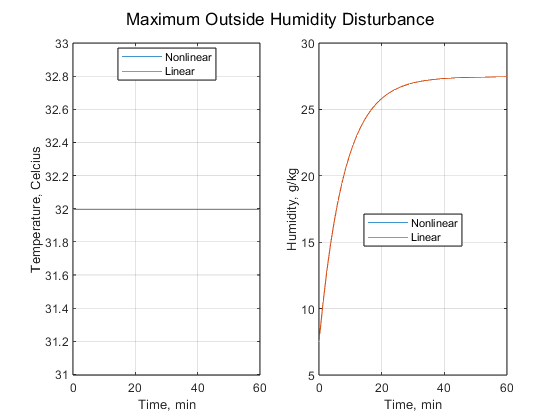 Maximum Outside Humidity Disturbance
Temperature, Celcius
33
32.8
32.6
32.4
32.2
32
31.8
31.6
31.4
31.2
31
Nonlinear
Linear
0
20
40
60
Time, min
Humidity, g/kg
30
25
20
15
10
5
Nonlinear
Linear
0
20
40
60
Time, min